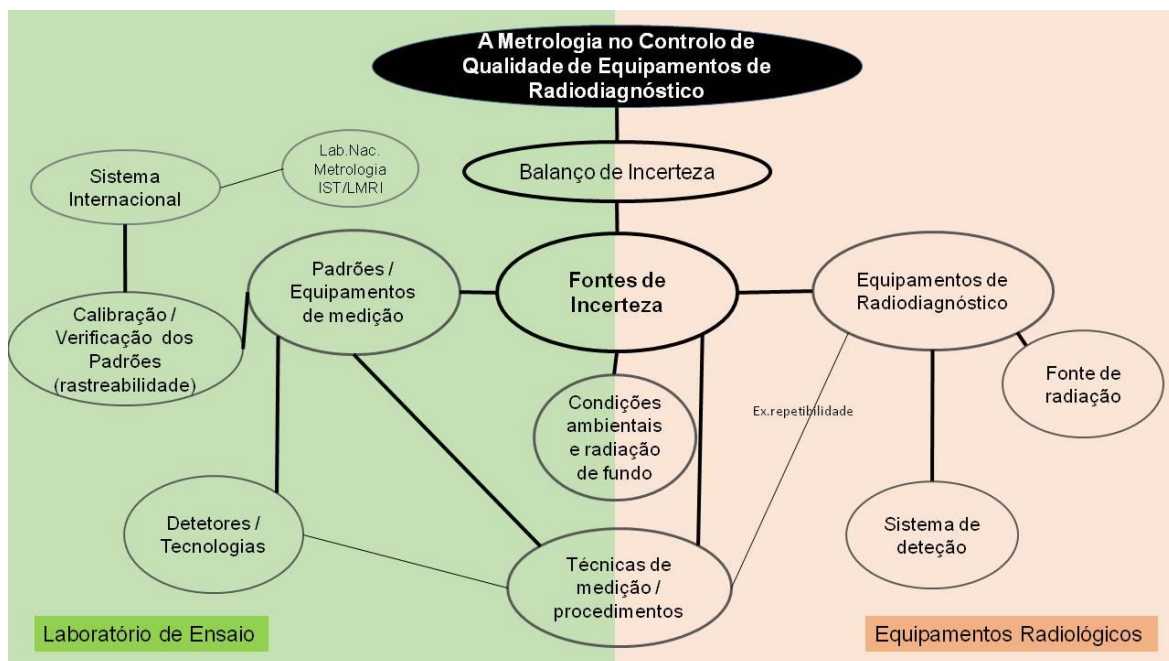 A Metrologia no Controlo de
Qualidade de Equipamentos de
Radiodiagnóstico
Balanço de Incerteza
Lab.Nac.
Metrologia
IST/LMRI
Sistema
Internacional
Padrões /
Equipamentos
de medição
Fontes de
Incerteza
Equipamentos de
Radiodiagnóstico
Calibração /
Verificação dos
Padrões
(rastreabilidade)
Fonte de
radiação
Condições
ambientais
e radiação
de fundo
Ex.repetibilidade
Detetores /
Tecnologias
Sistema de
deteção
Técnicas de
medição /
procedimentos
Laboratório de Ensaio
Equipamentos Radiológicos